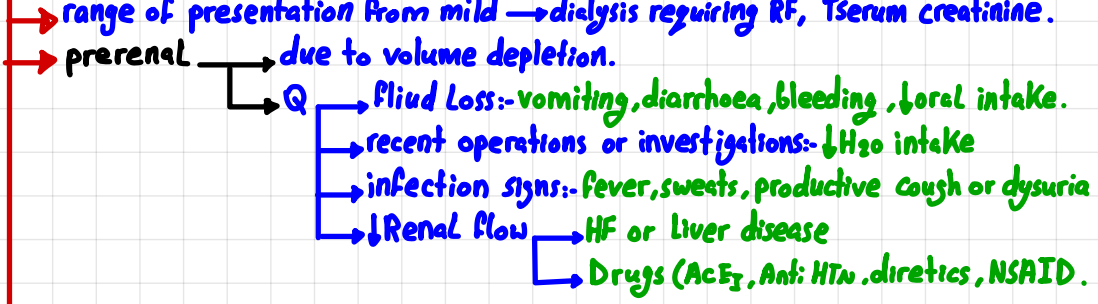 range of presentation from mild → dialysis requiring RF, ↑serum creatinine.
prerenal → due to volume depletion.
Q → fliud Loss:- vomiting, diarrhoea, bleeding, ↓oral intake.
→ recent operations or investigations:- ↓H2o intake
→ infection signs:- fever, sweats, productive cough or dysuria
→ ↓Renal flow → HF or Liver disease
→ Drugs (AcEI, Anti HTN, diretics, NSAID.